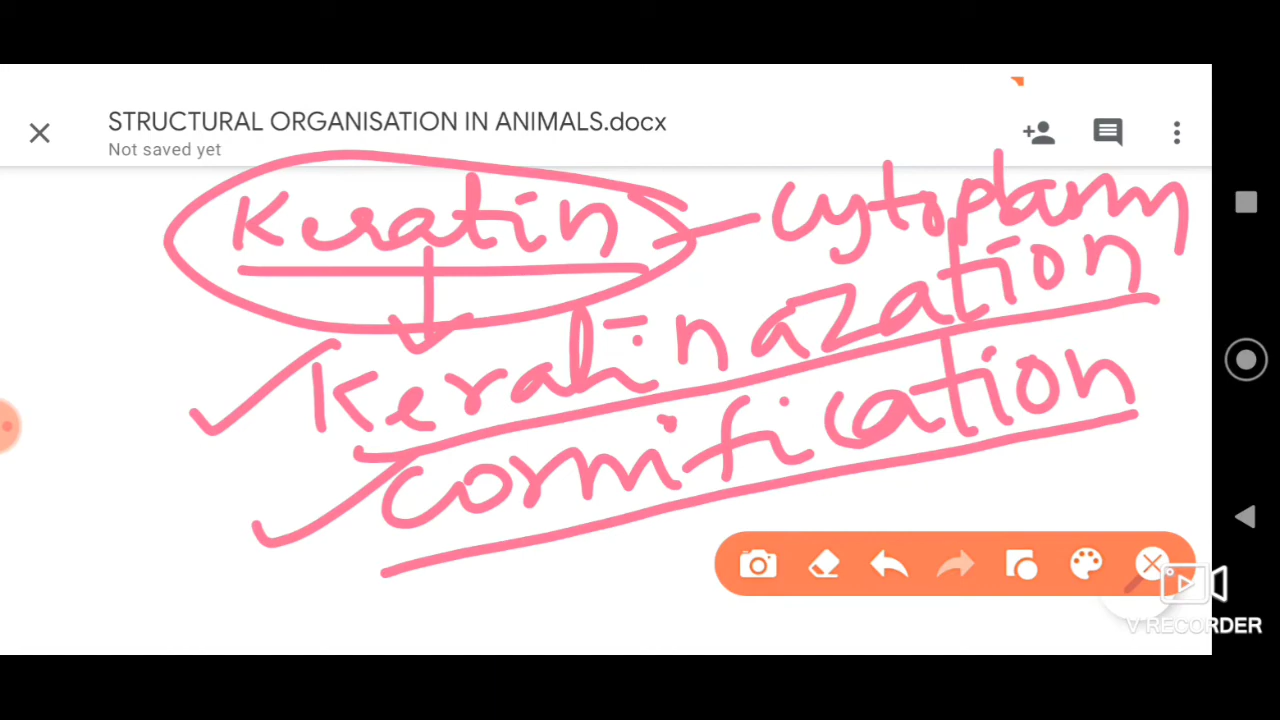 STRUCTURAL ORGANISATION IN ANIMALS.docx
Not saved yet
Keratin - cytoplasm
Keratinazation
cornification
V RECORDER